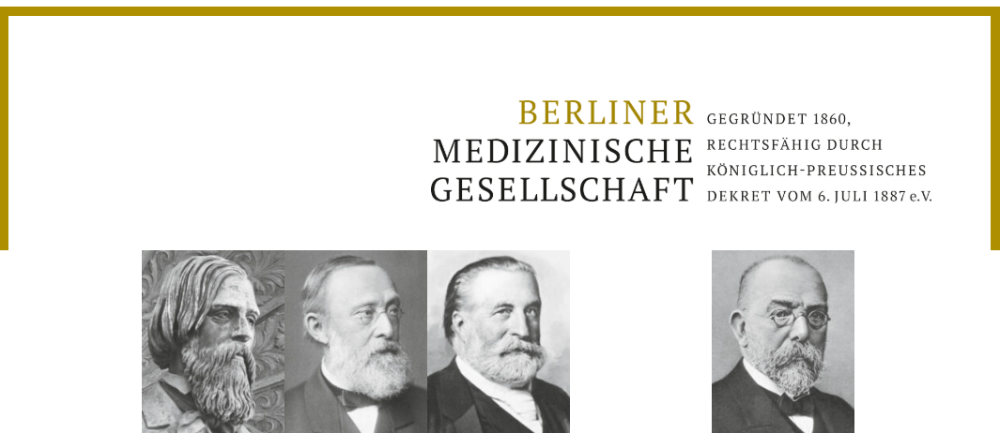 BERLINER
MEDIZINISCHE
GESELLSCHAFT
GEGRÜNDET 1860,
RECHTSFÄHIG DURCH
KÖNIGLICH-PREUSSISCHES
DEKRET VOM 6. JULI 1887 e.V.